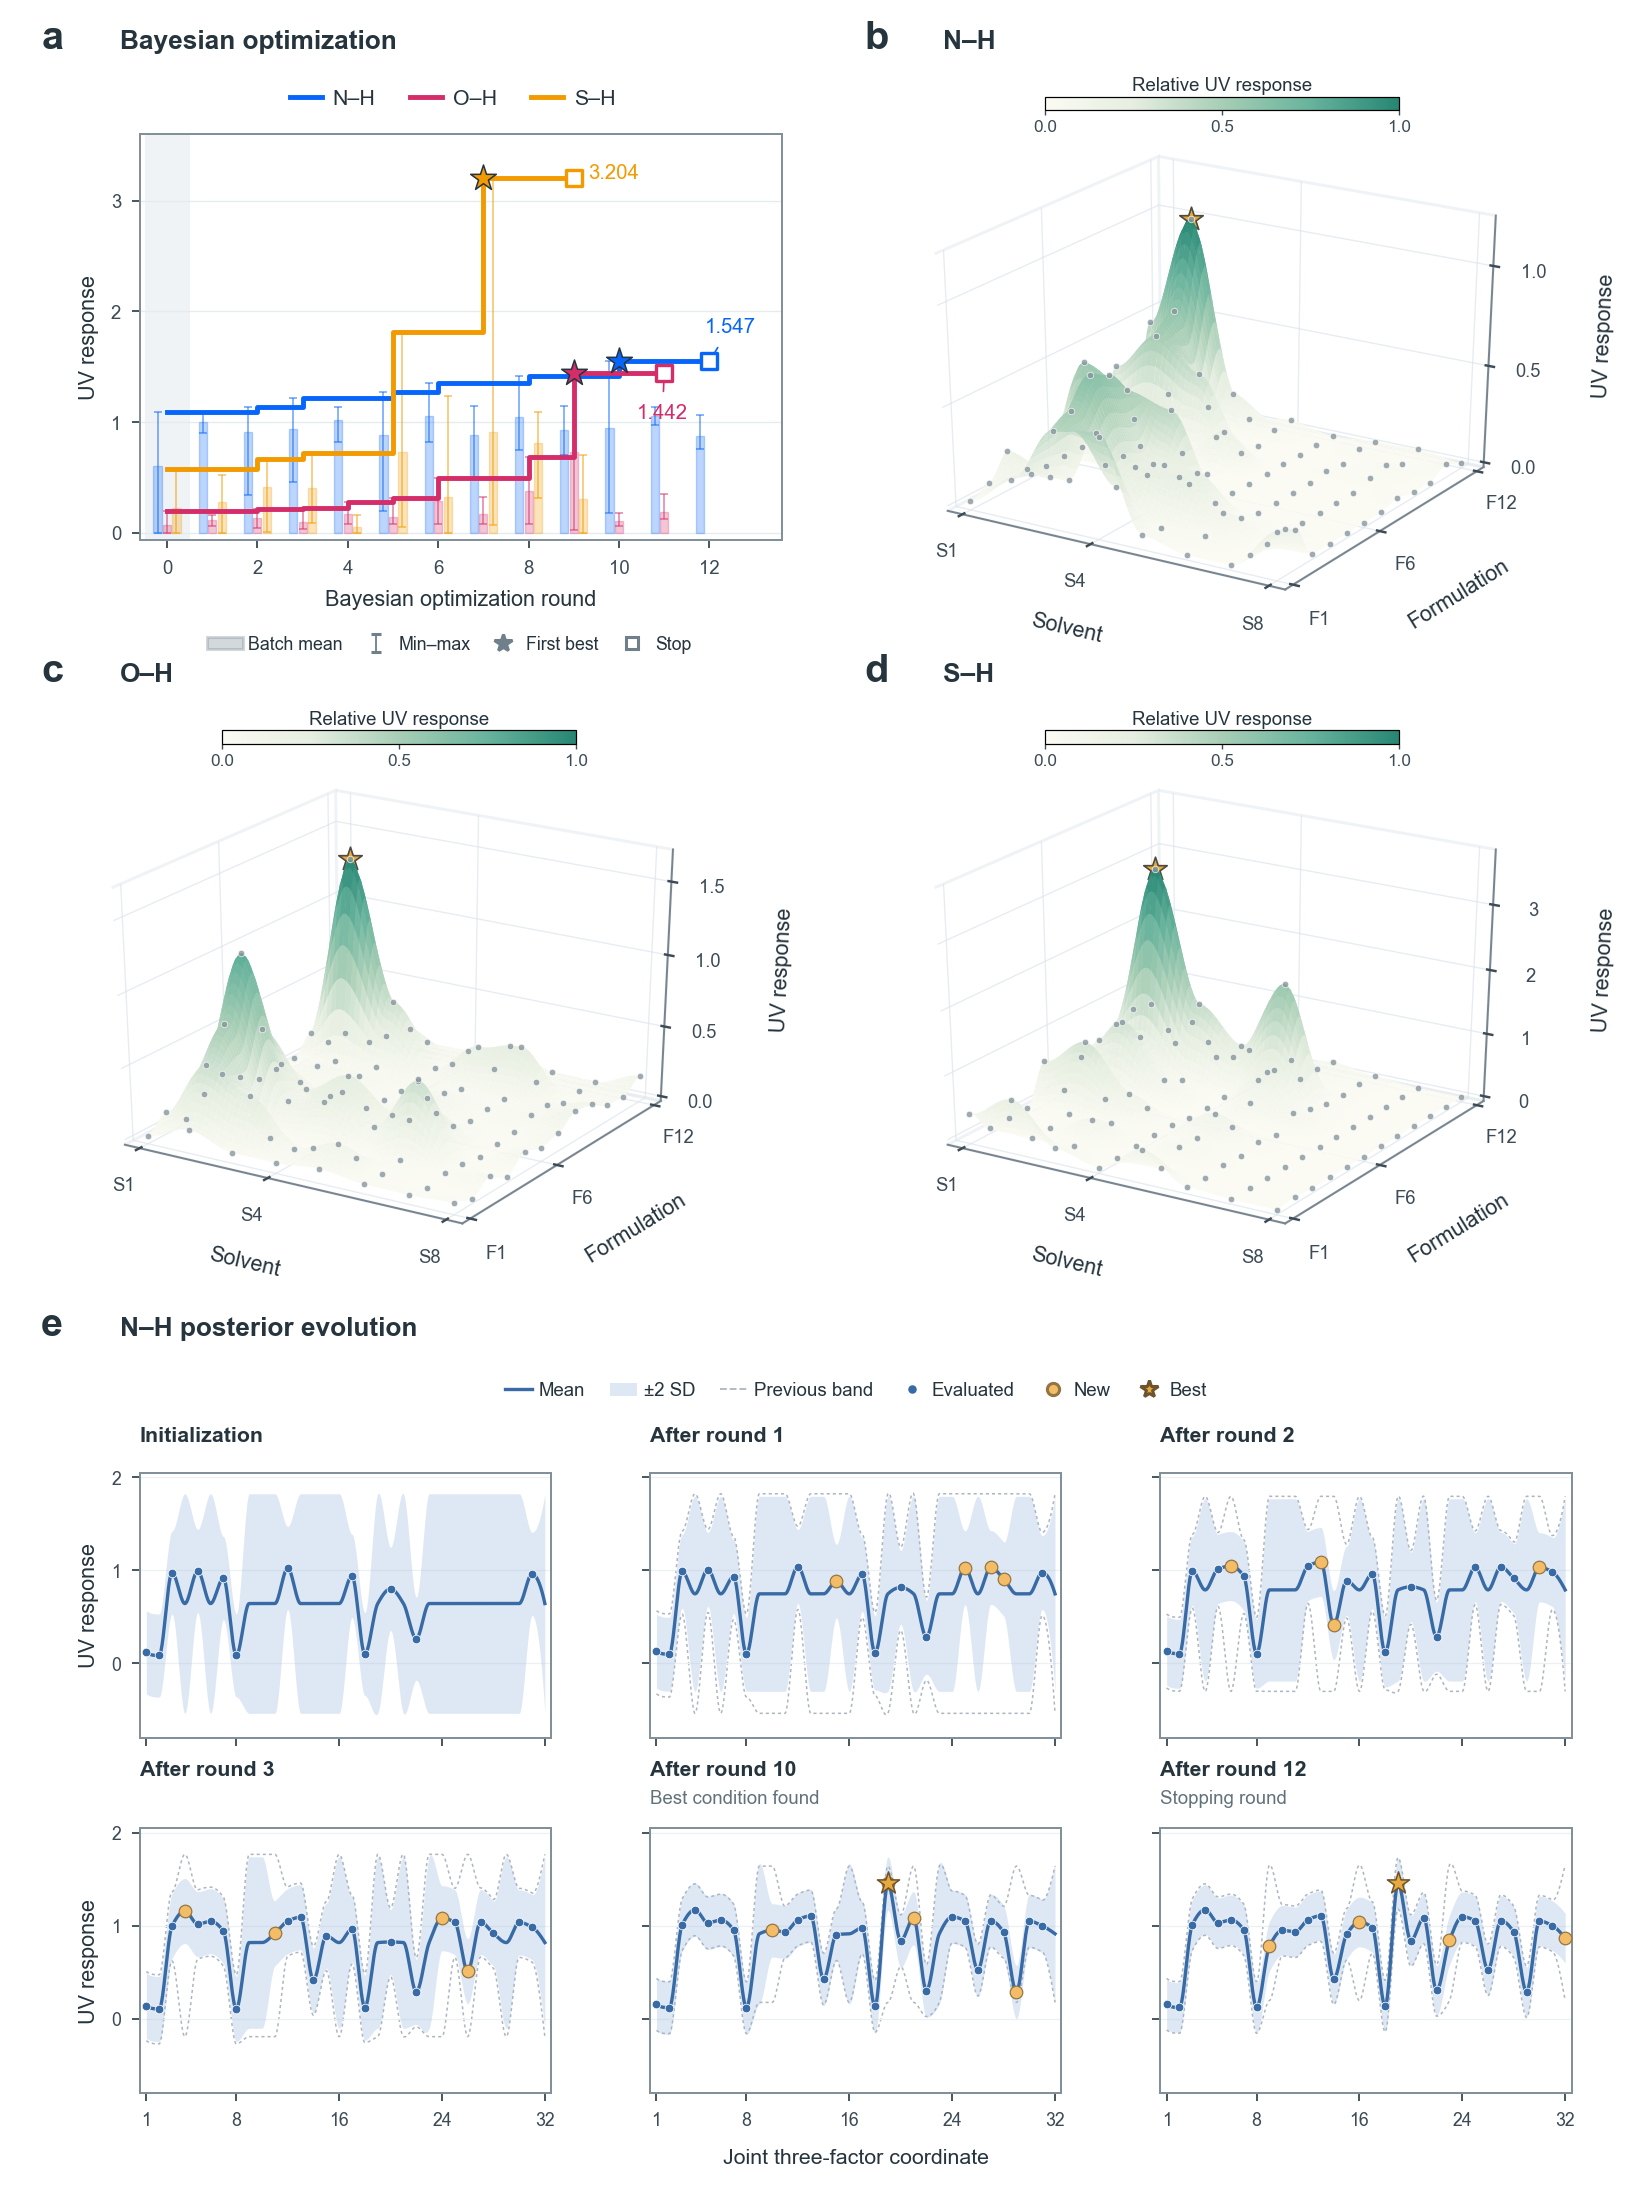 a Bayesian optimization
N–H O–H S–H
3.204
1.547
1.442
3
2
1
0
UV response
0 2 4 6 8 10 12
Bayesian optimization round
Batch mean Min–max First best Stop
b N–H
Relative UV response
0.0 0.5 1.0
1.0
0.5
0.0
UV response
S1 S4 S8
Solvent
F1 F6 F12
Formulation
c O–H
Relative UV response
0.0 0.5 1.0
1.5
1.0
0.5
0.0
UV response
S1 S4 S8
Solvent
F1 F6 F12
Formulation
d S–H
Relative UV response
0.0 0.5 1.0
3
2
1
0
UV response
S1 S4 S8
Solvent
F1 F6 F12
Formulation
e N–H posterior evolution
Mean ±2 SD Previous band Evaluated New Best
Initialization
After round 1
After round 2
2
1
0
UV response
After round 3
After round 10
Best condition found
After round 12
Stopping round
2
1
0
UV response
1 8 16 24 32
1 8 16 24 32
1 8 16 24 32
Joint three-factor coordinate